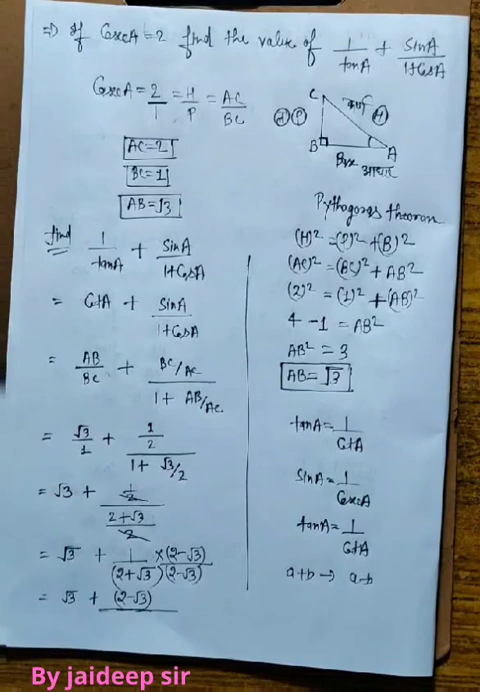 => If CosecA=2 find the value of 1/tanA + SinA/1+CosA
CosecA = 2/1 = H/P = AC/BC
C
कर्ण
H
P
B
A
Base
आधार
AC=2
BC=1
AB=√3
find 1/tanA + SinA/1+CosA
= CotA + SinA/1+CosA
= AB/BC + BC/AC / 1 + AB/AC
= √3/1 + 1/2 / 1 + √3/2
= √3 + 1/2 / 2+√3/2
= √3 + 1/(2+√3) × (2-√3)/(2-√3)
= √3 + (2-√3)
Pythagoras theorem
(H)² = (P)² + (B)²
(AC)² = (BC)² + AB²
(2)² = (1)² + (AB)²
4 - 1 = AB²
AB² = 3
AB = √3
tanA = 1/CotA
SinA = 1/CosecA
tanA = 1/CotA
a+b → a-b
By jaideep sir